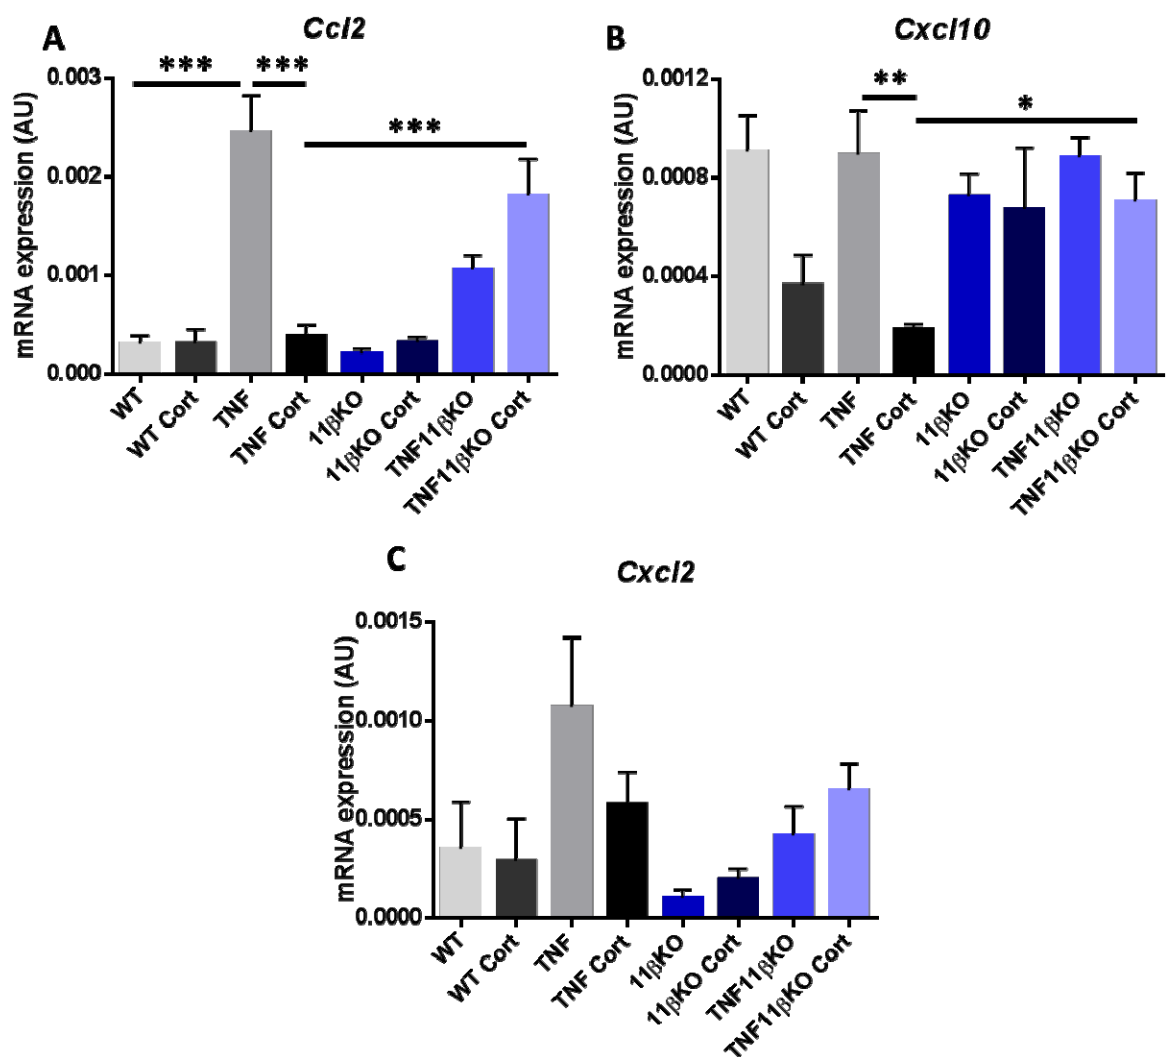 A
Ccl2
*** ***
***
mRNA expression (AU)
0.003
0.002
0.001
0.000
WT
WT Cort
TNF
TNF Cort
11βKO
11βKO Cort
TNF11βKO
TNF11βKO Cort
B
Cxcl10
**
*
mRNA expression (AU)
0.0012
0.0008
0.0004
0.0000
WT
WT Cort
TNF
TNF Cort
11βKO
11βKO Cort
TNF11βKO
TNF11βKO Cort
C
Cxcl2
mRNA expression (AU)
0.0015
0.0010
0.0005
0.0000
WT
WT Cort
TNF
TNF Cort
11βKO
11βKO Cort
TNF11βKO
TNF11βKO Cort